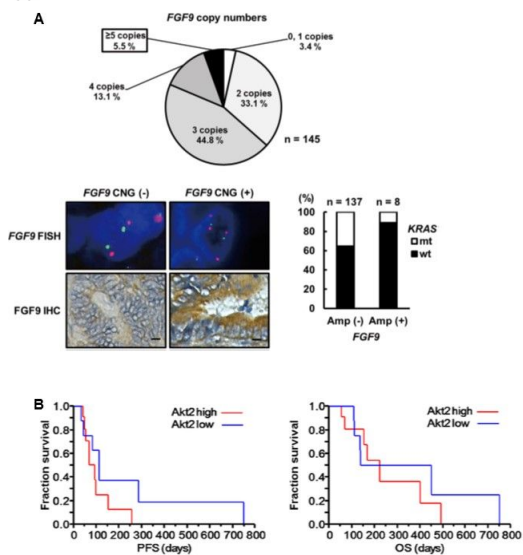 A
FGF9 copy numbers
≥5 copies
5.5 %
0, 1 copies
3.4 %
4 copies
13.1 %
2 copies
33.1 %
3 copies
44.8 %
n = 145
FGF9 CNG (-)
FGF9 CNG (+)
FGF9 FISH
FGF9 IHC
(%)
n = 137
n = 8
100
80
60
40
20
0
KRAS
mt
wt
Amp (-)
Amp (+)
FGF9
B
Fraction survival
1.0
0.8
0.6
0.4
0.2
0.0
Akt2 high
Akt2 low
0 100 200 300 400 500 600 700 800
PFS (days)
Fraction survival
1.0
0.8
0.6
0.4
0.2
0.0
Akt2 high
Akt2 low
0 100 200 300 400 500 600 700 800
OS (days)